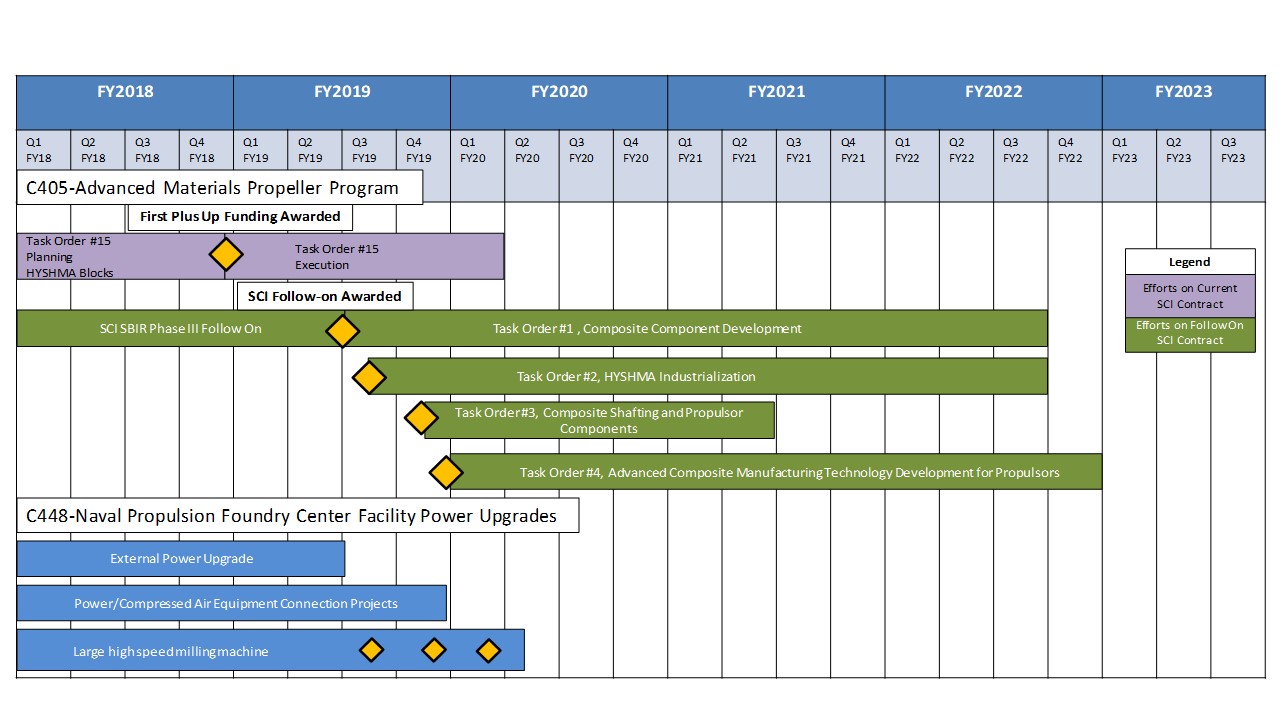 FY2018 FY2019 FY2020 FY2021 FY2022 FY2023
Q1 Q2 Q3 Q4 Q1 Q2 Q3 Q4 Q1 Q2 Q3 Q4 Q1 Q2 Q3 Q4 Q1 Q2 Q3 Q4 Q1 Q2 Q3
FY18 FY18 FY18 FY18 FY19 FY19 FY19 FY19 FY20 FY20 FY20 FY20 FY21 FY21 FY21 FY21 FY22 FY22 FY22 FY22 FY23 FY23 FY23
C405-Advanced Materials Propeller Program
First Plus Up Funding Awarded
Task Order #15
Planning
HYSHMA Blocks
Task Order #15
Execution
Legend
Efforts on Current
SCI Contract
Efforts on Follow On
SCI Contract
SCI Follow-on Awarded
SCI SBIR Phase III Follow On
Task Order #1 , Composite Component Development
Task Order #2, HYSHMA Industrialization
Task Order #3, Composite Shafting and Propulsor
Components
Task Order #4, Advanced Composite Manufacturing Technology Development for Propulsors
C448-Naval Propulsion Foundry Center Facility Power Upgrades
External Power Upgrade
Power/Compressed Air Equipment Connection Projects
Large high speed milling machine